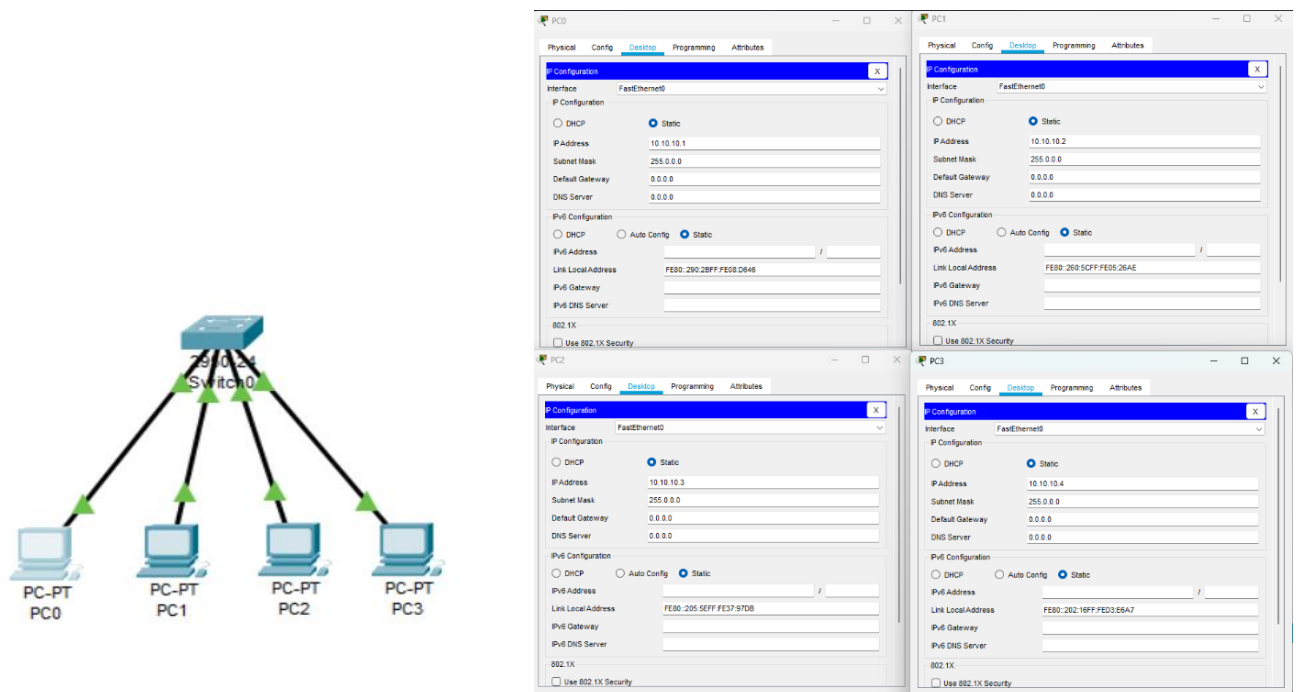 PC0
Physical Config Desktop Programming Attributes
IP Configuration X
Interface FastEthernet0
IP Configuration
DHCP Static
IP Address 10.10.10.1
Subnet Mask 255.0.0.0
Default Gateway 0.0.0.0
DNS Server 0.0.0.0
IPv6 Configuration
DHCP Auto Config Static
IPv6 Address /
Link Local Address FE80::290:2BFF:FE08:D646
IPv6 Gateway
IPv6 DNS Server
802.1X
Use 802.1X Security
PC1
Physical Config Desktop Programming Attributes
IP Configuration X
Interface FastEthernet0
IP Configuration
DHCP Static
IP Address 10.10.10.2
Subnet Mask 255.0.0.0
Default Gateway 0.0.0.0
DNS Server 0.0.0.0
IPv6 Configuration
DHCP Auto Config Static
IPv6 Address /
Link Local Address FE80::260:5CFF:FE05:26AE
IPv6 Gateway
IPv6 DNS Server
802.1X
Use 802.1X Security
PC2
Physical Config Desktop Programming Attributes
IP Configuration X
Interface FastEthernet0
IP Configuration
DHCP Static
IP Address 10.10.10.3
Subnet Mask 255.0.0.0
Default Gateway 0.0.0.0
DNS Server 0.0.0.0
IPv6 Configuration
DHCP Auto Config Static
IPv6 Address /
Link Local Address FE80::205:5EFF:FE37:97DB
IPv6 Gateway
IPv6 DNS Server
802.1X
Use 802.1X Security
PC3
Physical Config Desktop Programming Attributes
IP Configuration X
Interface FastEthernet0
IP Configuration
DHCP Static
IP Address 10.10.10.4
Subnet Mask 255.0.0.0
Default Gateway 0.0.0.0
DNS Server 0.0.0.0
IPv6 Configuration
DHCP Auto Config Static
IPv6 Address /
Link Local Address FE80::202:16FF:FED3:E6A7
IPv6 Gateway
IPv6 DNS Server
802.1X
Use 802.1X Security
Switch0
PC-PT
PC0
PC-PT
PC1
PC-PT
PC2
PC-PT
PC3